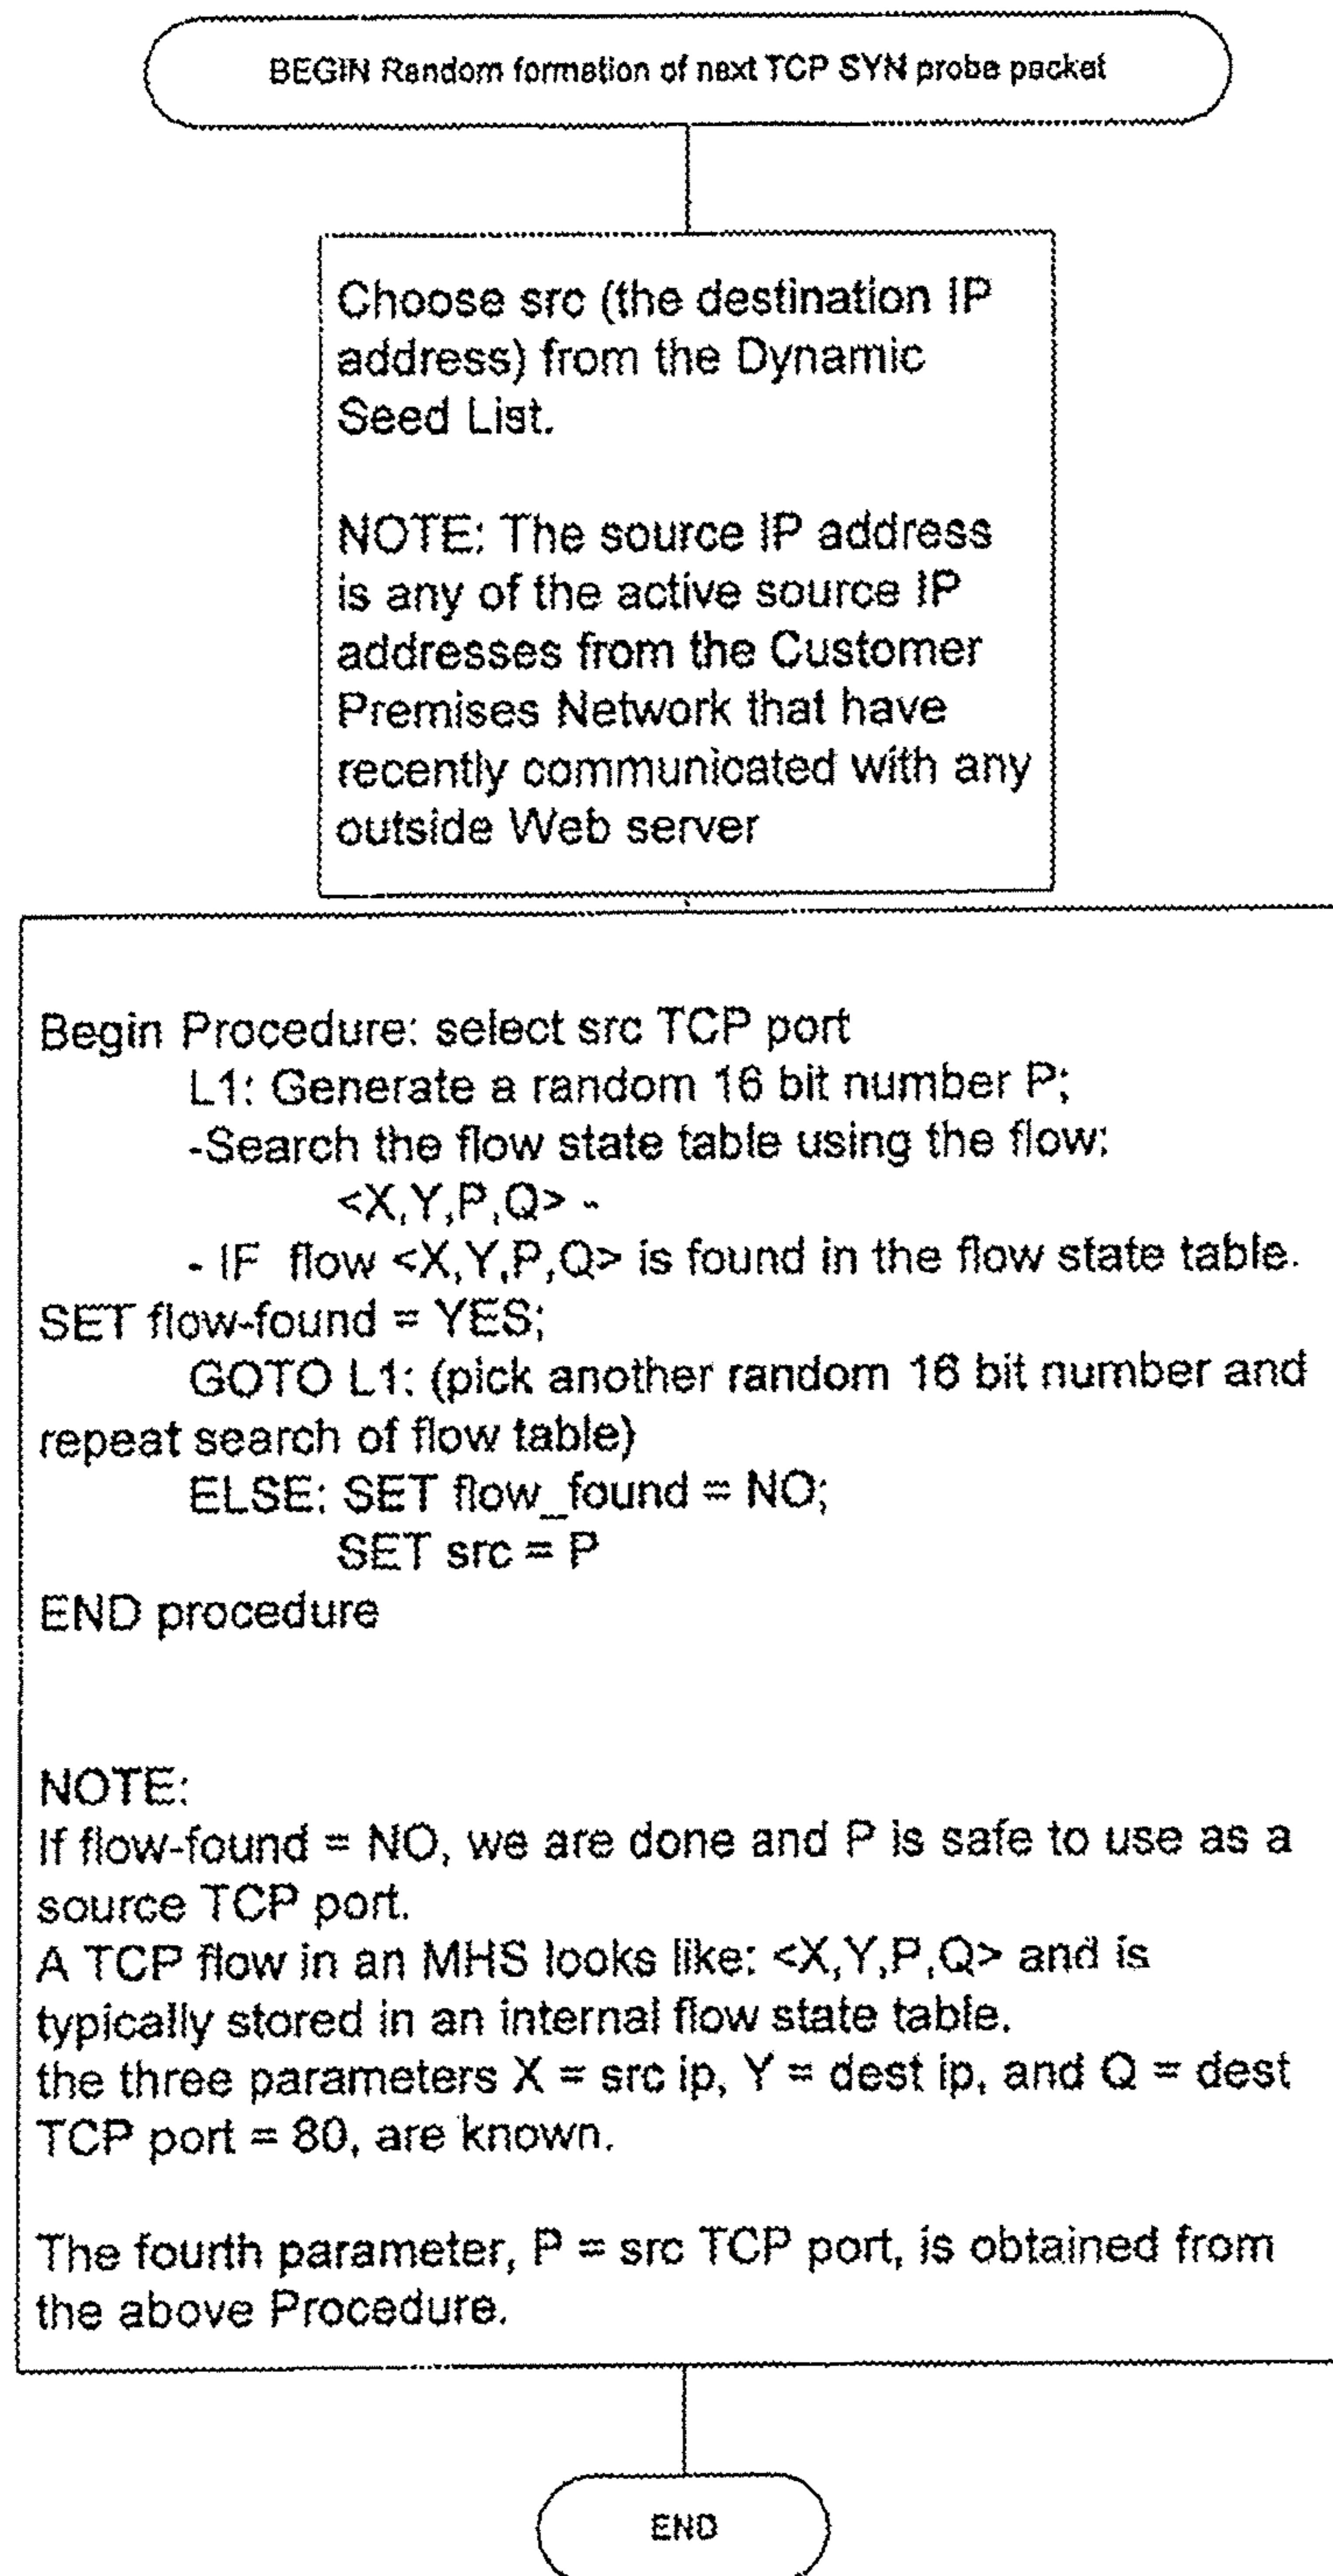 BEGIN Random formation of next TCP SYN probe packet
Choose src (the destination IP
address) from the Dynamic
Seed List.
NOTE: The source IP address
is any of the active source IP
addresses from the Customer
Premises Network that have
recently communicated with any
outside Web server
Begin Procedure: select src TCP port
L1: Generate a random 16 bit number P;
-Search the flow state table using the flow:
<X,Y,P,Q> -
- IF flow <X,Y,P,Q> is found in the flow state table.
SET flow-found = YES;
GOTO L1: (pick another random 16 bit number and
repeat search of flow table)
ELSE: SET flow_found = NO;
SET src = P
END procedure
NOTE:
If flow-found = NO, we are done and P is safe to use as a
source TCP port.
A TCP flow in an MHS looks like: <X,Y,P,Q> and is
typically stored in an internal flow state table.
the three parameters X = src ip, Y = dest ip, and Q = dest
TCP port = 80, are known.
The fourth parameter, P = src TCP port, is obtained from
the above Procedure.
END